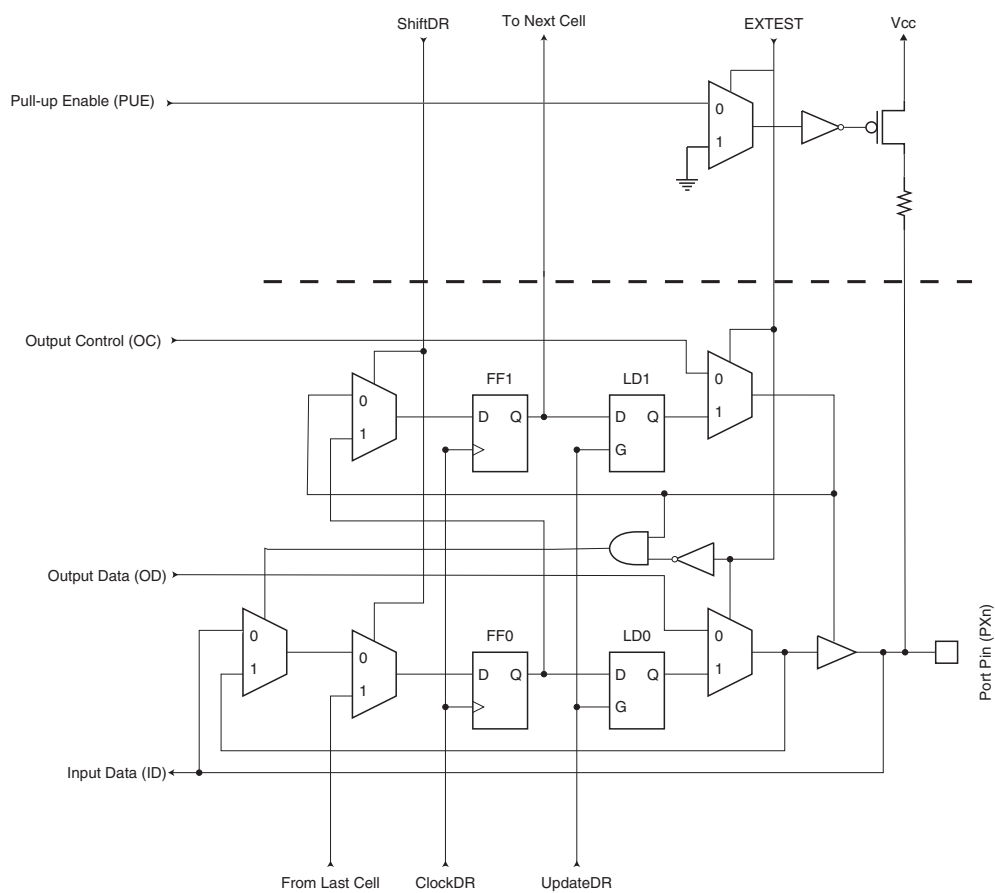 ShiftDR
To Next Cell
EXTEST
Vcc
Pull-up Enable (PUE)
0
1
Output Control (OC)
FF1
LD1
0
1
0
1
D Q
D Q
G
Output Data (OD)
FF0
LD0
0
1
0
1
0
1
D Q
D Q
G
Port Pin (PXn)
Input Data (ID)
From Last Cell
ClockDR
UpdateDR